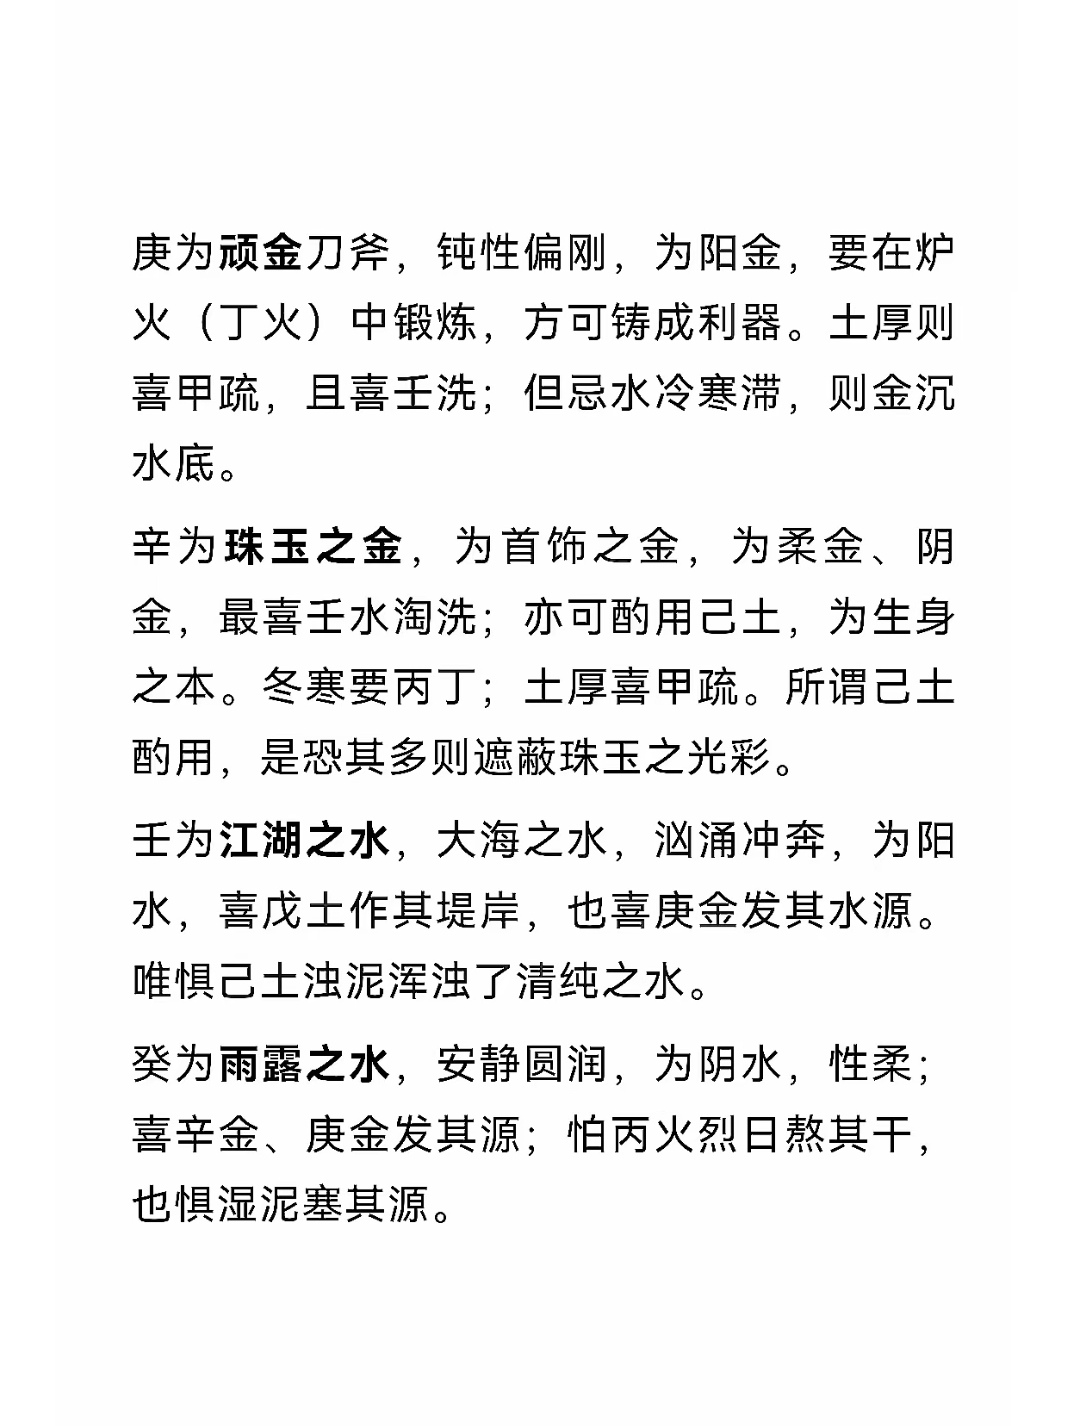 庚为顽金刀斧，钝性偏刚，为阳金，要在炉
火（丁火）中锻炼，方可铸成利器。土厚则
喜甲疏，且喜壬洗；但忌水冷寒滞，则金沉
水底。
辛为珠玉之金，为首饰之金，为柔金、阴
金，最喜壬水淘洗；亦可酌用己土，为生身
之本。冬寒要丙丁；土厚喜甲疏。所谓己土
酌用，是恐其多则遮蔽珠玉之光彩。
壬为江湖之水，大海之水，汹涌冲奔，为阳
水，喜戊土作其堤岸，也喜庚金发其水源。
唯惧己土浊泥浑浊了清纯之水。
癸为雨露之水，安静圆润，为阴水，性柔；
喜辛金、庚金发其源；怕丙火烈日熬其干，
也惧湿泥塞其源。